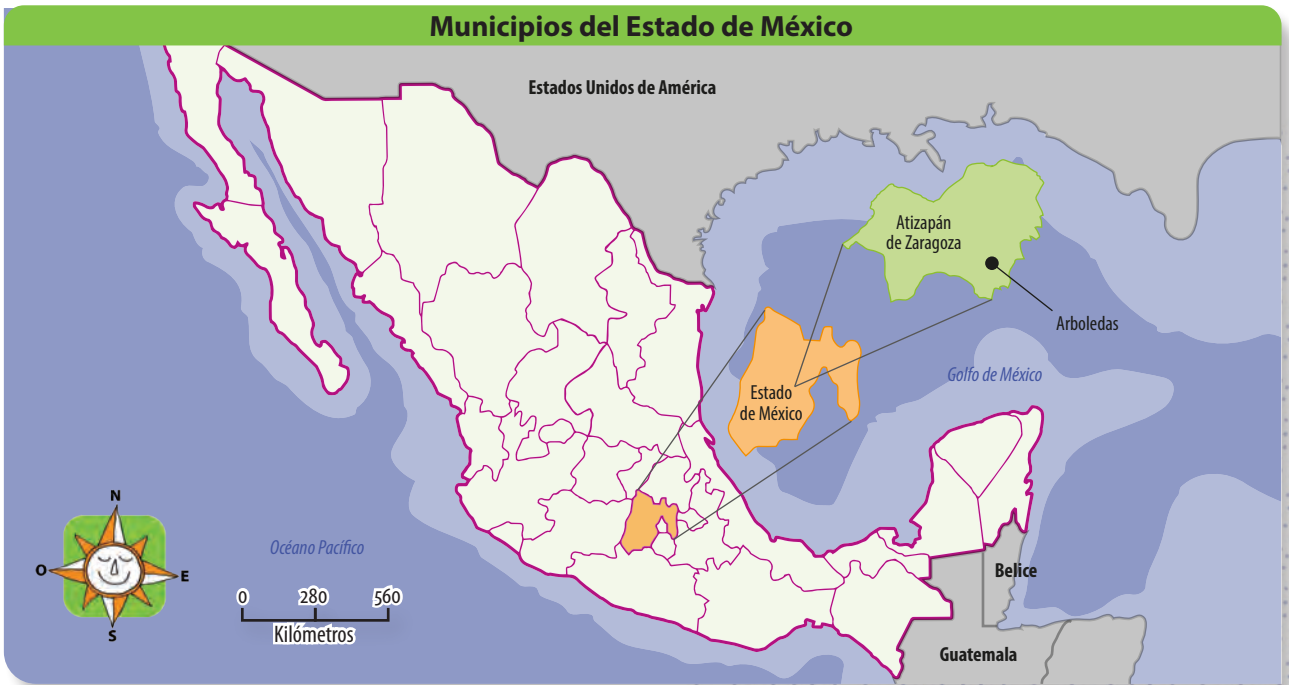 Municipios del Estado de México
Estados Unidos de América
Atizapán
de Zaragoza
Arboledas
Golfo de México
Estado
de México
N
O
E
S
Océano Pacífico
0 280 560
Kilómetros
Belice
Guatemala